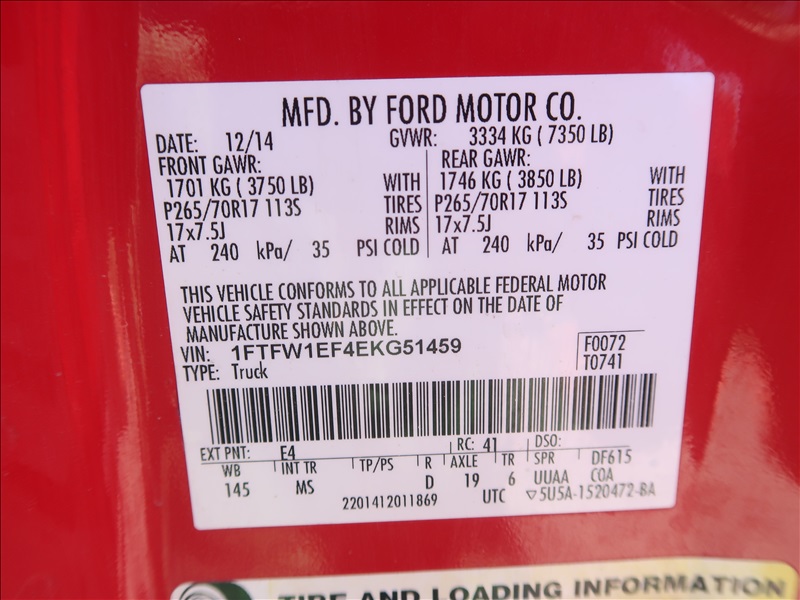 MFD. BY FORD MOTOR CO.
DATE: 12/14 GVWR: 3334 KG ( 7350 LB)
FRONT GAWR: REAR GAWR:
1701 KG ( 3750 LB) WITH 1746 KG ( 3850 LB) WITH
P265/70R17 113S TIRES P265/70R17 113S TIRES
17x7.5J RIMS 17x7.5J RIMS
AT 240 kPa/ 35 PSI COLD AT 240 kPa/ 35 PSI COLD
THIS VEHICLE CONFORMS TO ALL APPLICABLE FEDERAL MOTOR
VEHICLE SAFETY STANDARDS IN EFFECT ON THE DATE OF
MANUFACTURE SHOWN ABOVE.
VIN: 1FTFW1EF4EKG51459 F0072
TYPE: Truck T0741
EXT PNT: E4 RC: 41 DSO:
WB INT TR TP/PS R AXLE TR SPR DF615
145 MS D 19 6 UUAA COA
2201412011869 UTC ▽5U5A-1520472-BA
TIRE AND LOADING INFORMATION